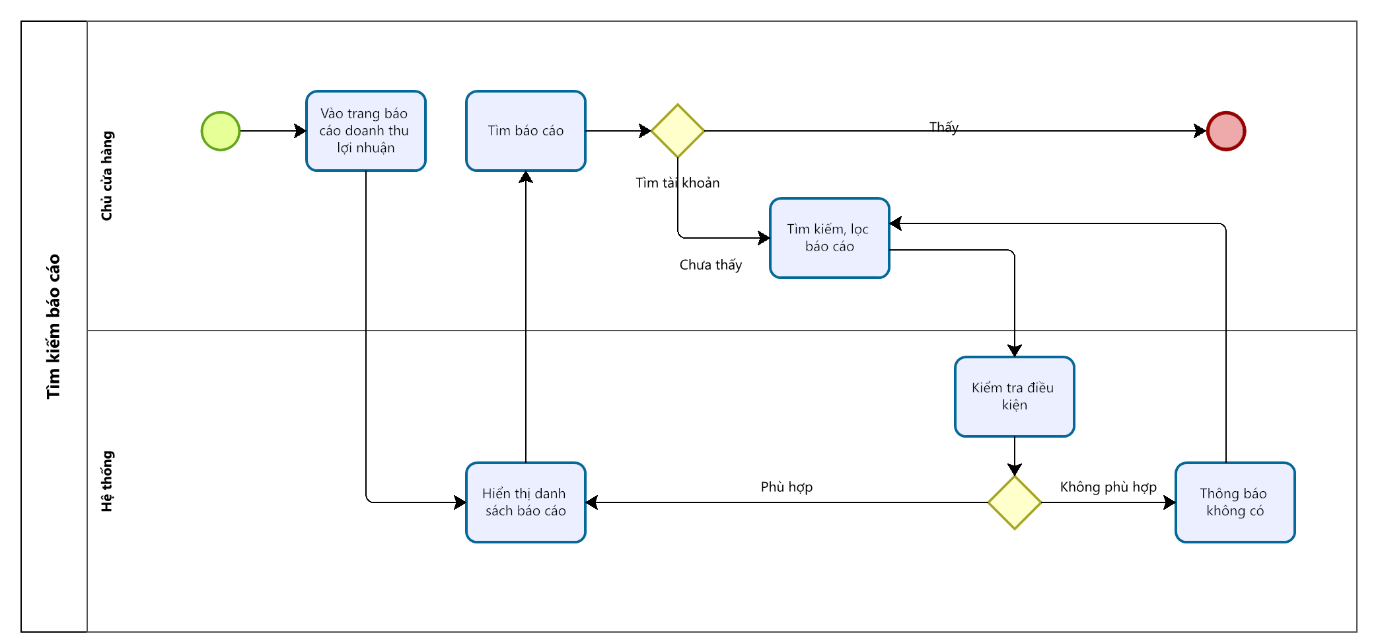 Tìm kiếm báo cáo
Chủ cửa hàng
Vào trang báo
cáo doanh thu
lợi nhuận
Tìm báo cáo
Thấy
Tìm tài khoản
Tìm kiếm, lọc
báo cáo
Chưa thấy
Hệ thống
Kiểm tra điều
kiện
Hiển thị danh
sách báo cáo
Phù hợp
Không phù hợp
Thông báo
không có